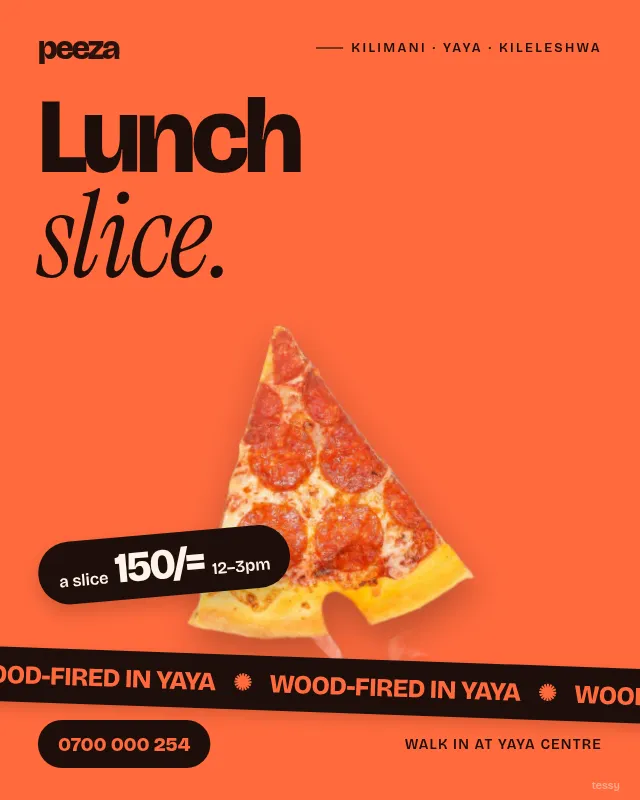 peeza
KILIMANI · YAYA · KILELESHWA
Lunch
slice.
a slice 150/= 12–3pm
WOOD-FIRED IN YAYA ✺ WOOD-FIRED IN YAYA ✺ WOO
0700 000 254
WALK IN AT YAYA CENTRE
tessy